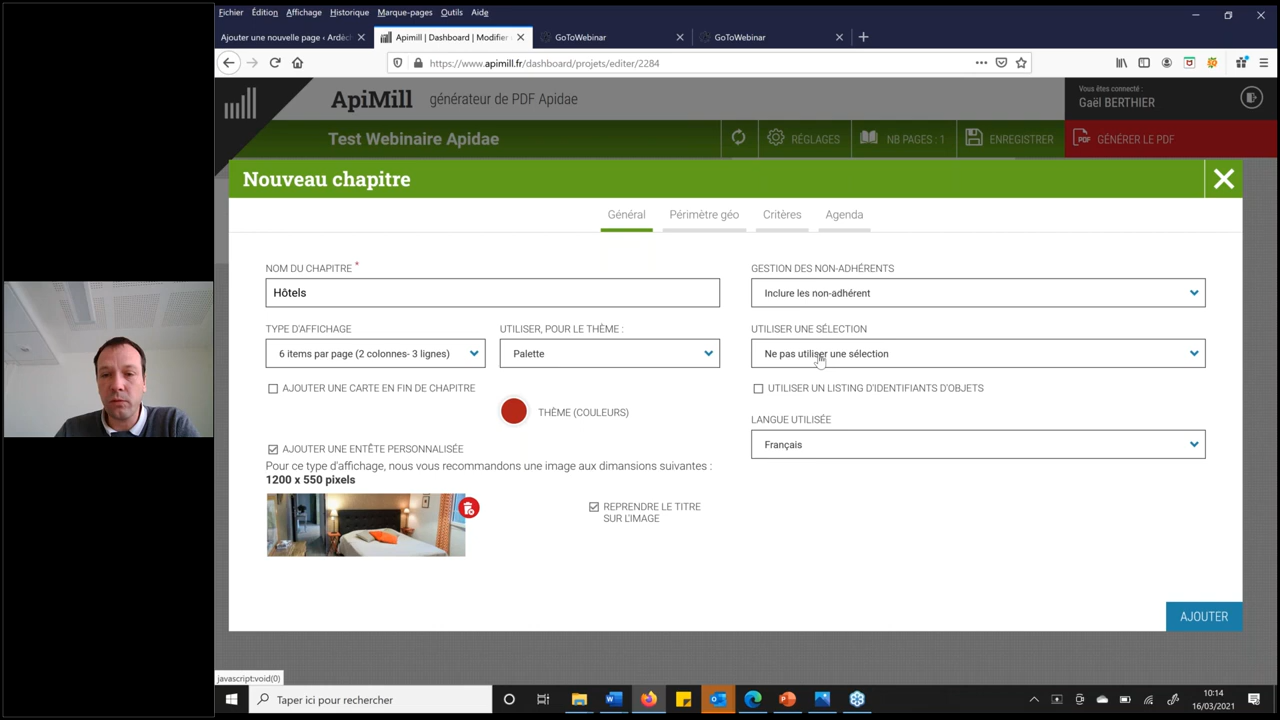 Fichier Édition Affichage Historique Marque-pages Outils Aide
Ajouter une nouvelle page ‹ Ardèc
Apimill | Dashboard | Modifier
GoToWebinar
GoToWebinar
https://www.apimill.fr/dashboard/projets/editer/2284
ApiMill générateur de PDF Apidae
Vous êtes connecté :
Gaël BERTHIER
Test Webinaire Apidae
RÉGLAGES
NB PAGES : 1
ENREGISTRER
PDF GÉNÉRER LE PDF
Nouveau chapitre
Général Périmètre géo Critères Agenda
NOM DU CHAPITRE *
Hôtels
GESTION DES NON-ADHÉRENTS
Inclure les non-adhérent
TYPE D'AFFICHAGE
6 items par page (2 colonnes- 3 lignes)
UTILISER, POUR LE THÈME :
Palette
UTILISER UNE SÉLECTION
Ne pas utiliser une sélection
AJOUTER UNE CARTE EN FIN DE CHAPITRE
THÈME (COULEURS)
UTILISER UN LISTING D'IDENTIFIANTS D'OBJETS
LANGUE UTILISÉE
Français
AJOUTER UNE ENTÊTE PERSONNALISÉE
Pour ce type d'affichage, nous vous recommandons une image aux dimansions suivantes :
1200 x 550 pixels
REPRENDRE LE TITRE
SUR L'IMAGE
AJOUTER
javascript:void(0)
Taper ici pour rechercher
10:14
16/03/2021